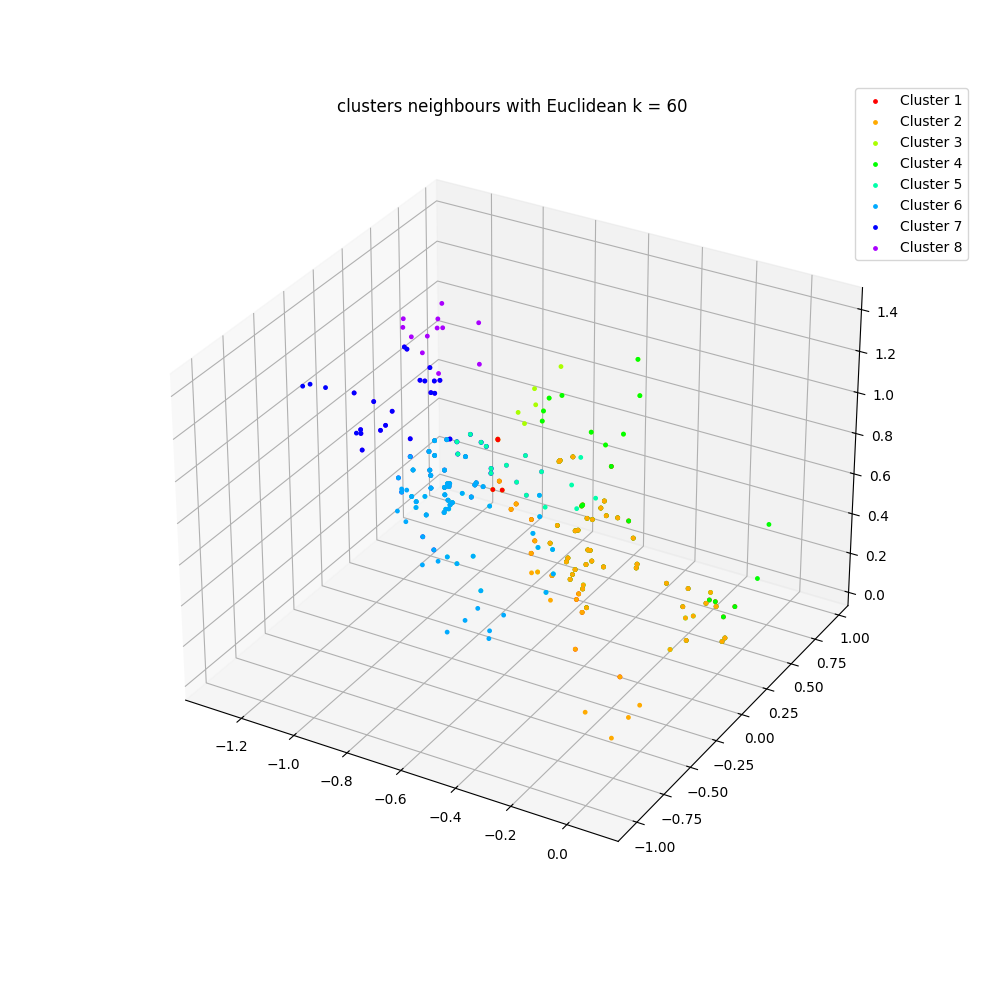 clusters neighbours with Euclidean k = 60
Cluster 1
Cluster 2
Cluster 3
Cluster 4
Cluster 5
Cluster 6
Cluster 7
Cluster 8
1.4
1.2
1.0
0.8
0.6
0.4
0.2
0.0
1.00
0.75
0.50
0.25
0.00
−0.25
−0.50
−0.75
−1.00
−1.2
−1.0
−0.8
−0.6
−0.4
−0.2
0.0